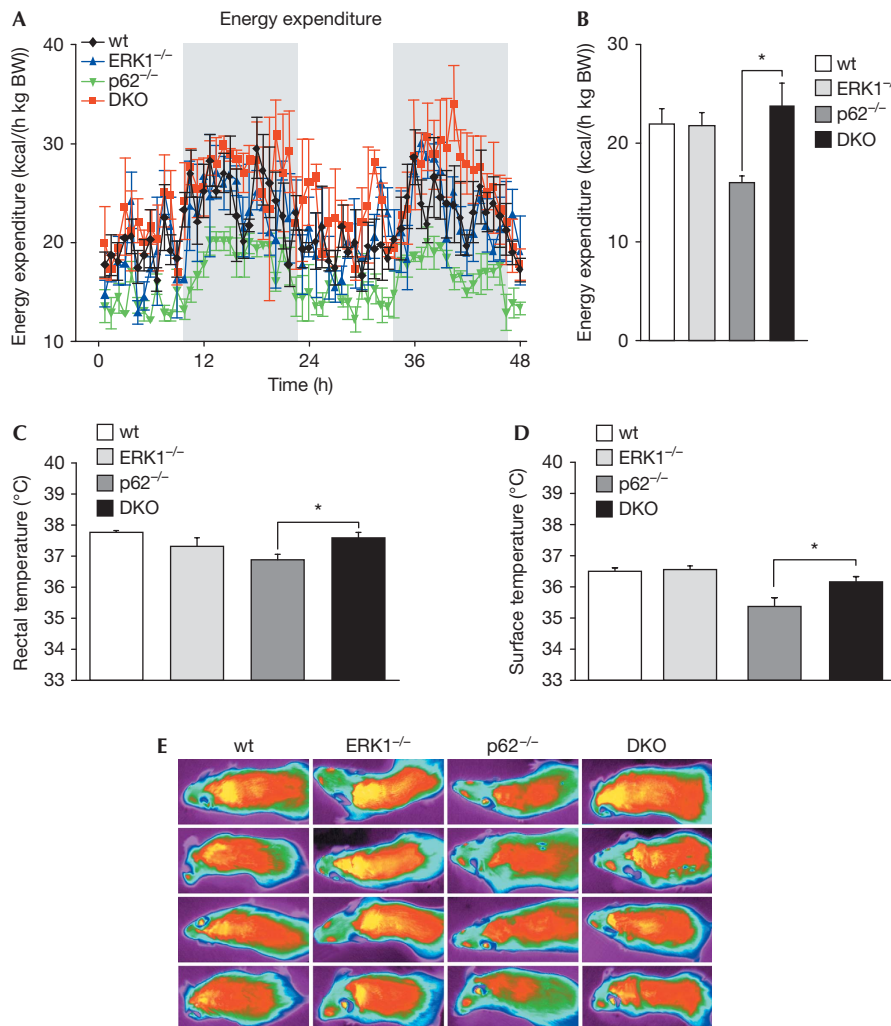 A
Energy expenditure
Energy expenditure (kcal/(h kg BW))
40
30
20
10
wt
ERK1⁻/⁻
p62⁻/⁻
DKO
0
12
24
36
48
Time (h)
B
Energy expenditure (kcal/(h kg BW))
30
20
10
0
*
wt
ERK1⁻/
p62⁻/⁻
DKO
C
wt
ERK1⁻/⁻
p62⁻/⁻
DKO
Rectal temperature (°C)
40
39
38
37
36
35
34
33
*
D
wt
ERK1⁻/⁻
p62⁻/⁻
DKO
Surface temperature (°C)
40
39
38
37
36
35
34
33
*
E
wt
ERK1⁻/⁻
p62⁻/⁻
DKO